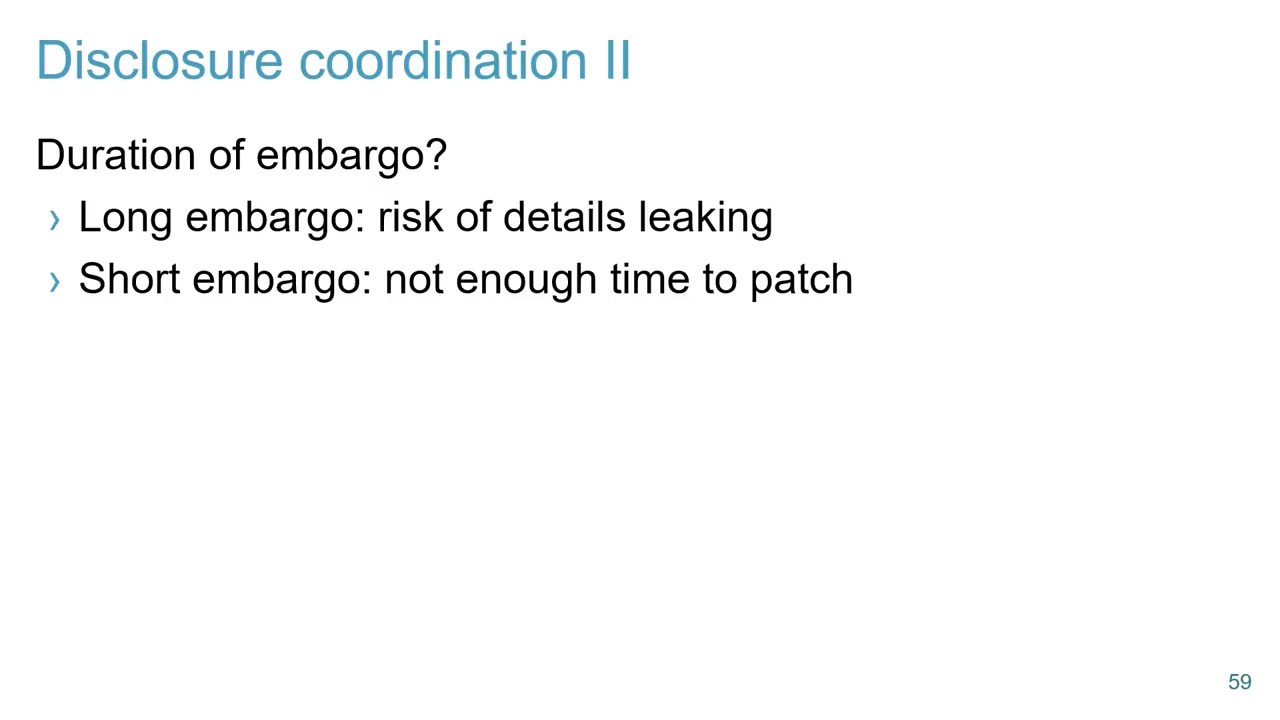 Disclosure coordination II
Duration of embargo?
› Long embargo: risk of details leaking
› Short embargo: not enough time to patch
59